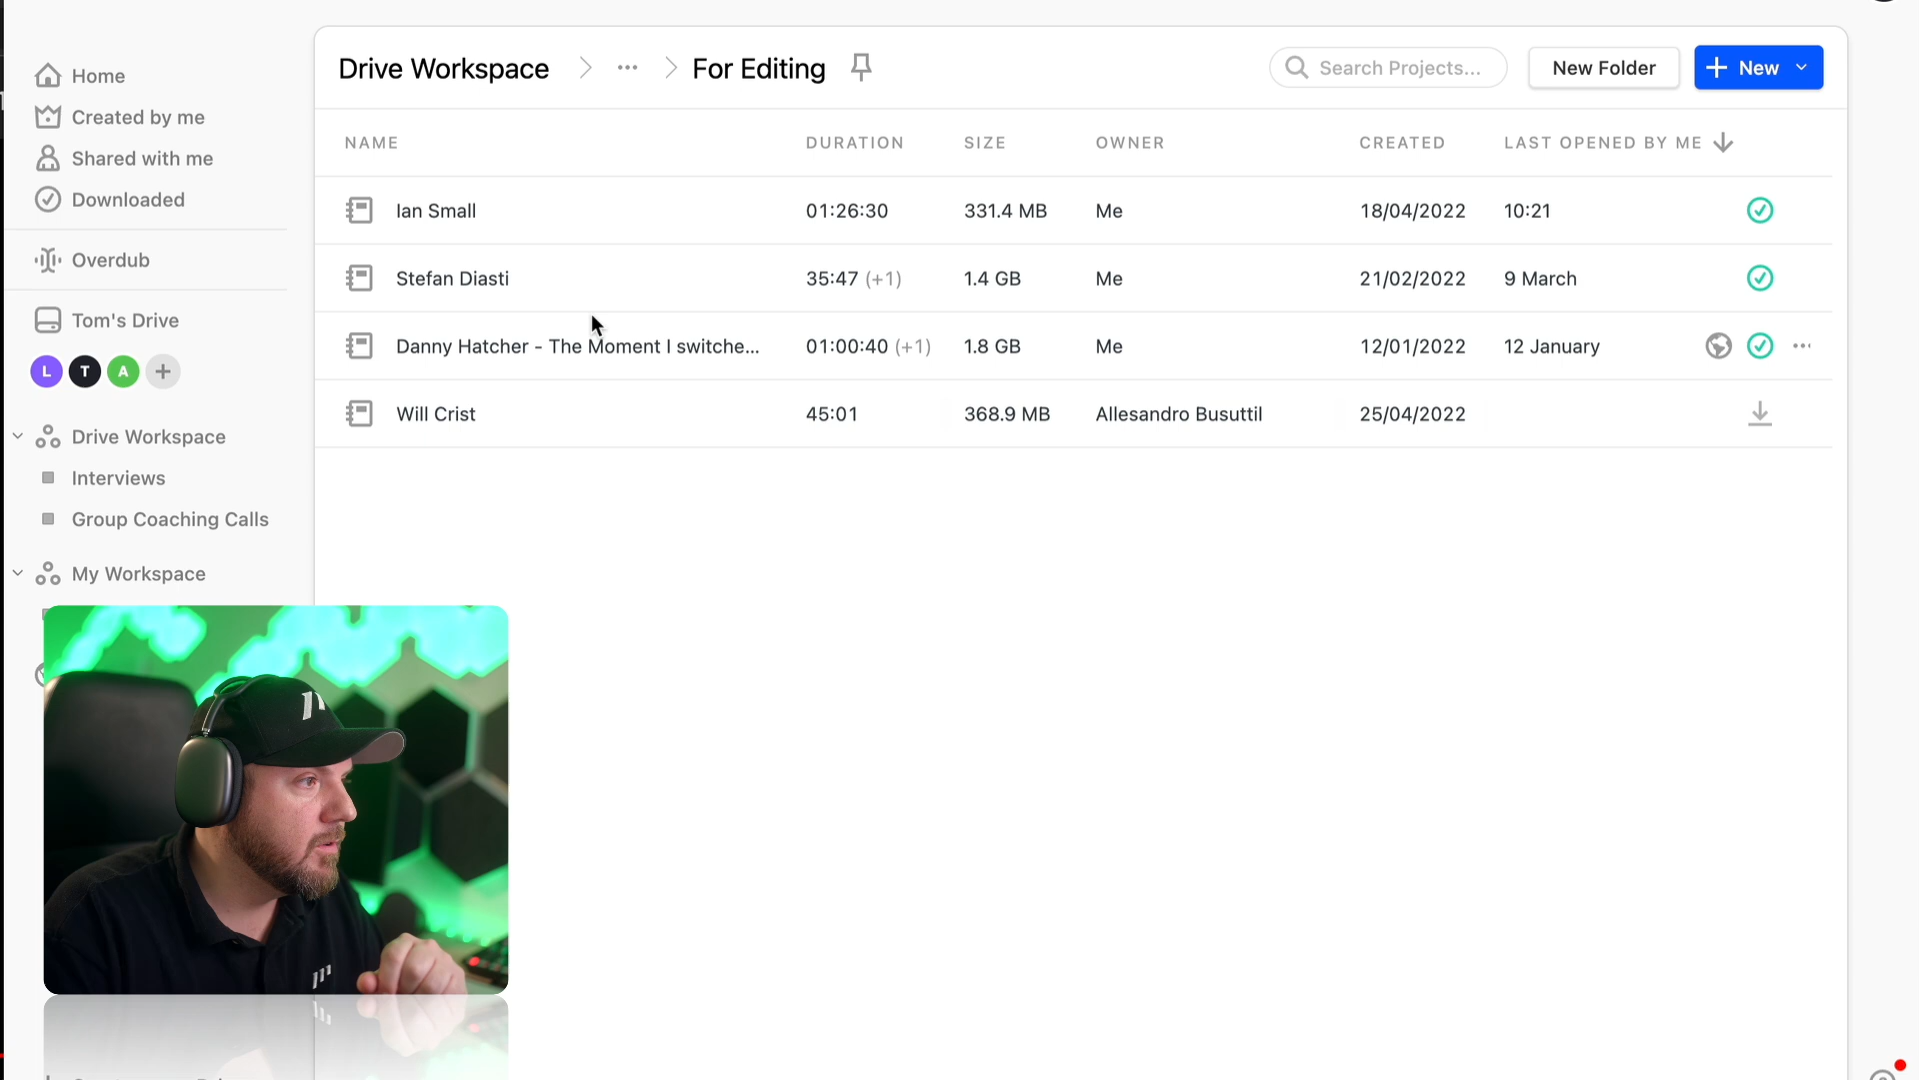 Home
Created by me
Shared with me
Downloaded
Overdub
Tom's Drive
L T A
Drive Workspace
Interviews
Group Coaching Calls
My Workspace
Drive Workspace ··· For Editing
Search Projects... New Folder + New
NAME DURATION SIZE OWNER CREATED LAST OPENED BY ME
Ian Small 01:26:30 331.4 MB Me 18/04/2022 10:21
Stefan Diasti 35:47 (+1) 1.4 GB Me 21/02/2022 9 March
Danny Hatcher - The Moment I switche... 01:00:40 (+1) 1.8 GB Me 12/01/2022 12 January
Will Crist 45:01 368.9 MB Allesandro Busuttil 25/04/2022